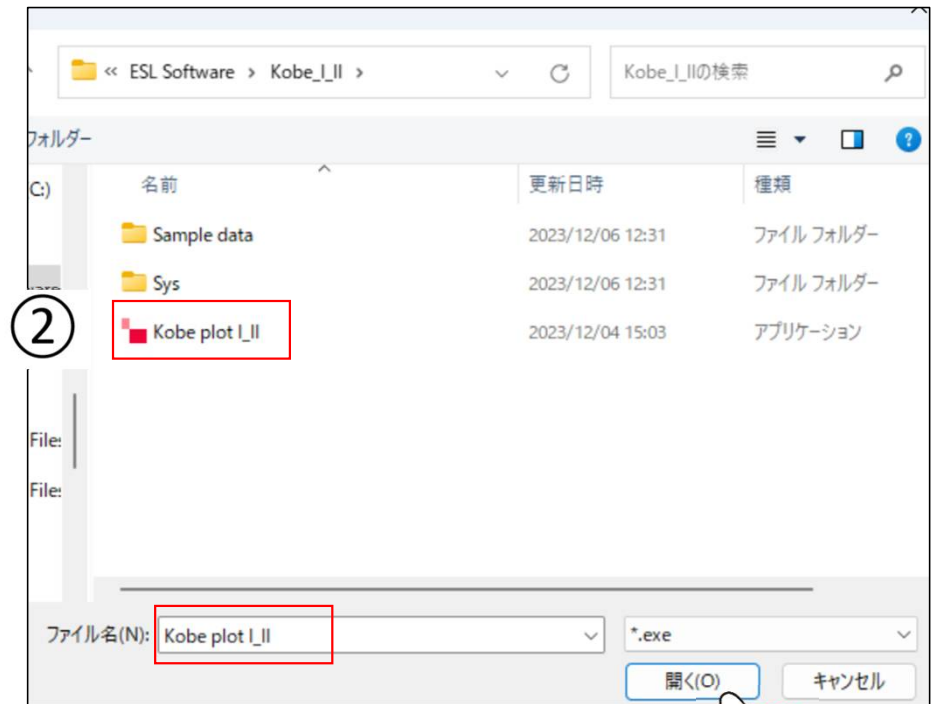 « ESL Software > Kobe_I_II >
Kobe_I_IIの検索
フォルダー
C:)
名前
更新日時
種類
Sample data
2023/12/06 12:31
ファイル フォルダー
Sys
2023/12/06 12:31
ファイル フォルダー
②
Kobe plot I_II
2023/12/04 15:03
アプリケーション
Files
Files
ファイル名(N):
Kobe plot I_II
*.exe
開く(O)
キャンセル